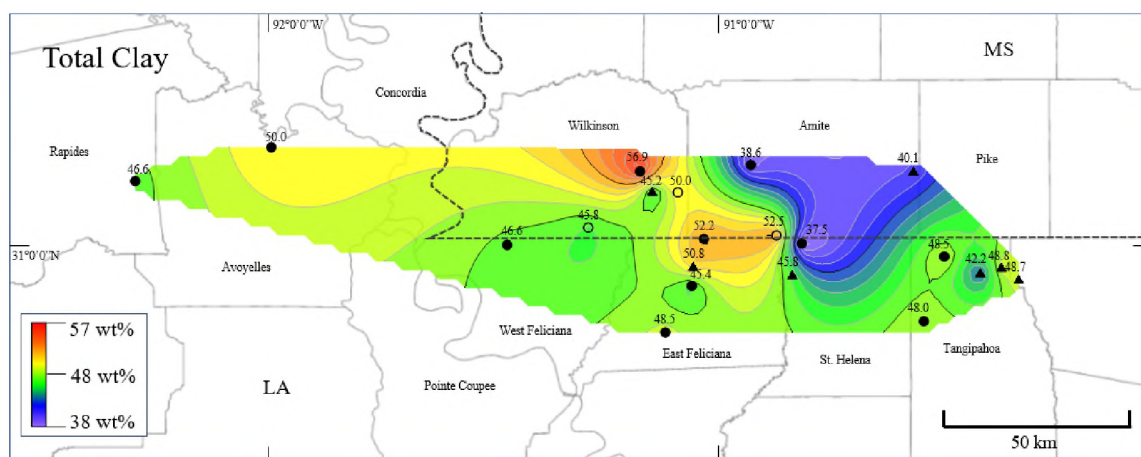 92°0'0"W
91°0'0"W
Total Clay
MS
Concordia
Wilkinson
Amite
Rapides
Pike
50.0
56.9
38.6
40.1
46.6
45.2
50.0
45.8
52.5
46.6
52.2
37.5
31°0'0"N
48.5
50.8
45.8
42.2
48.8
48.7
45.4
Avoyelles
48.0
57 wt%
48 wt%
38 wt%
48.5
West Feliciana
East Feliciana
St. Helena
Tangipahoa
LA
Pointe Coupee
50 km